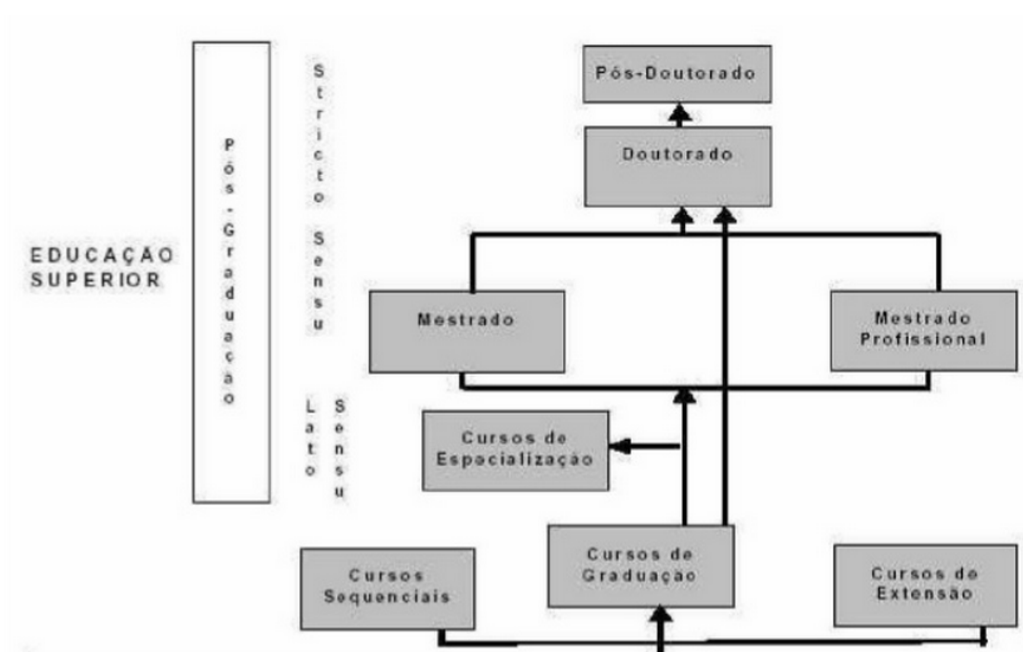 Pós-Doutorado
Doutorado
Mestrado
Mestrado
Profissional
Cursos de
Especialização
Cursos de
Graduação
Cursos
Sequenciais
Cursos de
Extensão
EDUCAÇÃO
SUPERIOR
Pós-Graduação
Stricto Sensu
Lato
Sensu